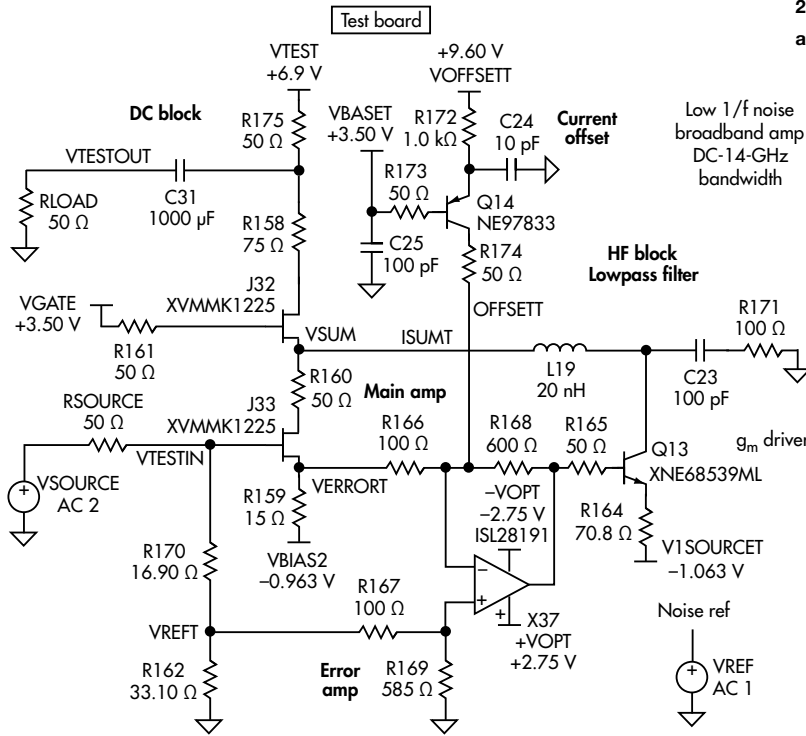 Test board
2
a
VTEST
+6.9 V
+9.60 V
VOFFSETT
DC block
R175
50 Ω
VBASET
+3.50 V
R172
1.0 kΩ
C24
10 pF
Current
offset
Low 1/f noise
broadband amp
DC-14-GHz
bandwidth
VTESTOUT
C31
1000 µF
RLOAD
50 Ω
R173
50 Ω
Q14
NE97833
R158
75 Ω
C25
100 pF
R174
50 Ω
HF block
Lowpass filter
J32
XVMMK1225
VGATE
+3.50 V
R161
50 Ω
VSUM
ISUMT
OFFSETT
R171
100 Ω
L19
20 nH
C23
100 pF
R160
50 Ω
Main amp
RSOURCE
50 Ω
J33
XVMMK1225
R166
100 Ω
R168
600 Ω
R165
50 Ω
Q13
XNE68539ML
gm driver
VTESTIN
VSOURCE
AC 2
VERRORT
R159
15 Ω
VBIAS2
−0.963 V
−VOPT
−2.75 V
ISL28191
R164
70.8 Ω
V1SOURCET
−1.063 V
R170
16.90 Ω
R167
100 Ω
X37
+VOPT
+2.75 V
VREFT
Noise ref
R162
33.10 Ω
Error
amp
R169
585 Ω
VREF
AC 1